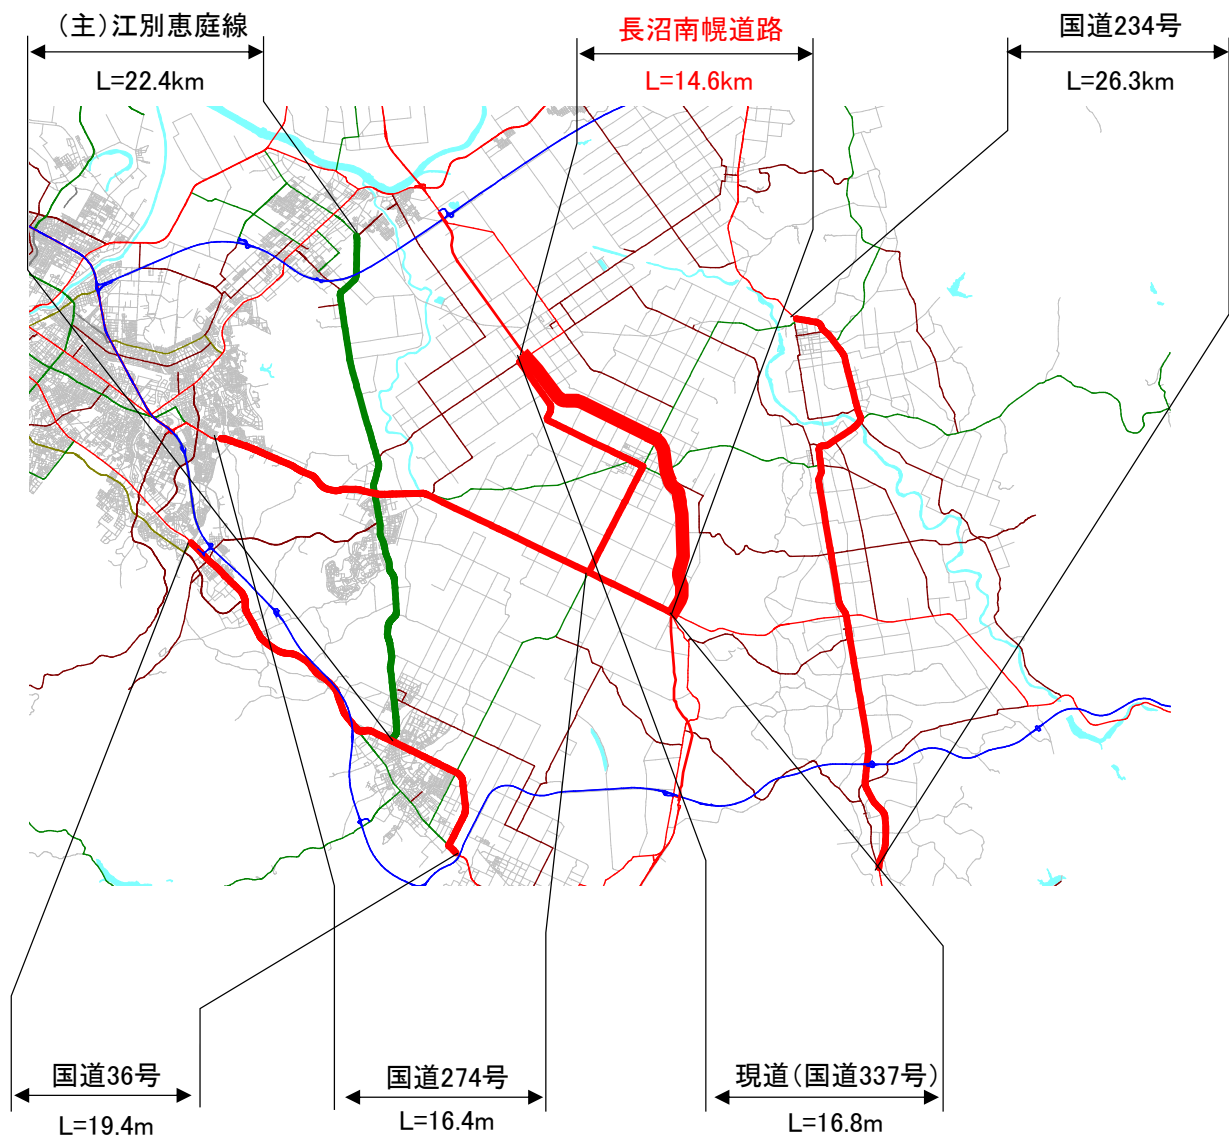 (主)江別恵庭線
L=22.4km
長沼南幌道路
L=14.6km
国道234号
L=26.3km
国道36号
L=19.4m
国道274号
L=16.4m
現道(国道337号)
L=16.8m